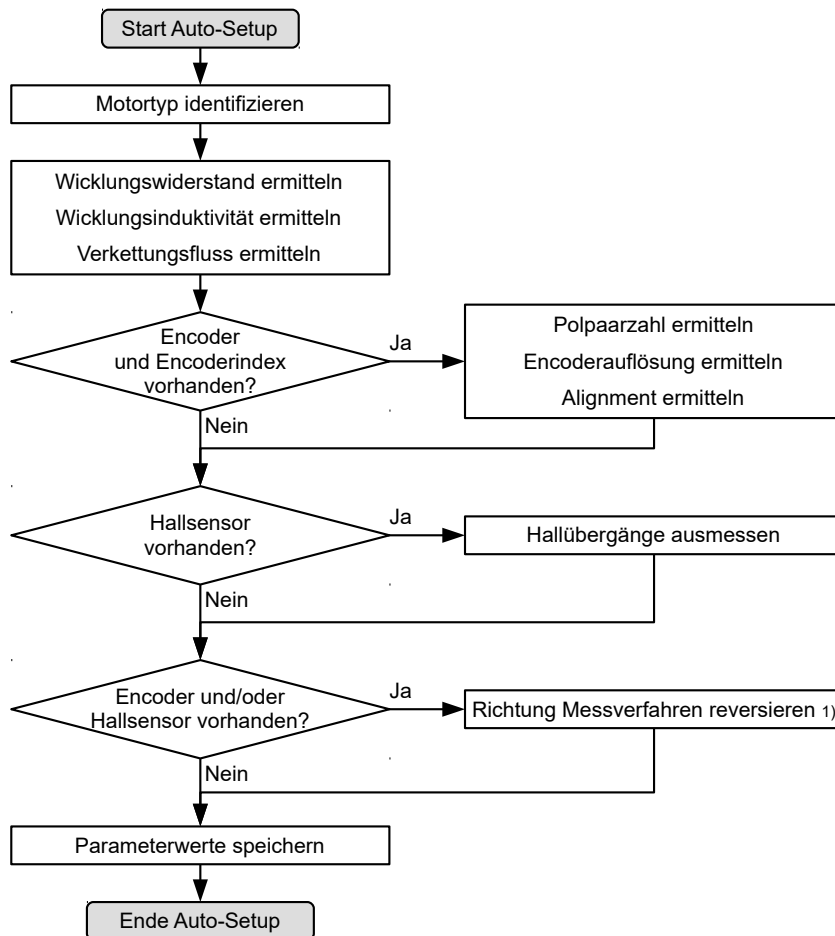 Start Auto-Setup
Motortyp identifizieren
Wicklungswiderstand ermitteln
Wicklungsinduktivität ermitteln
Verkettungsfluss ermitteln
Encoder
und Encoderindex
vorhanden?
Ja
Polpaarzahl ermitteln
Encoderauflösung ermitteln
Alignment ermitteln
Nein
Hallsensor
vorhanden?
Ja
Hallübergänge ausmessen
Nein
Encoder und/oder
Hallsensor vorhanden?
Ja
Richtung Messverfahren reversieren 1)
Nein
Parameterwerte speichern
Ende Auto-Setup